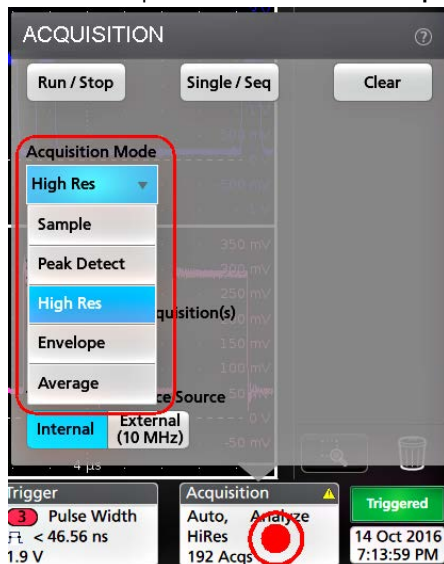 ACQUISITION ?
Run / Stop Single / Seq Clear
Acquisition Mode
High Res
Sample
Peak Detect
High Res
Envelope
Average
quisition(s)
ce Source
Internal External (10 MHz)
350 mV
300 mV
250 mV
200 mV
150 mV
100 mV
50 mV
0 V
-50 mV
4 µs
Trigger
3 Pulse Width
< 46.56 ns
1.9 V
Acquisition
Auto, Analyze
HiRes
192 Acqs
Triggered
14 Oct 2016
7:13:59 PM